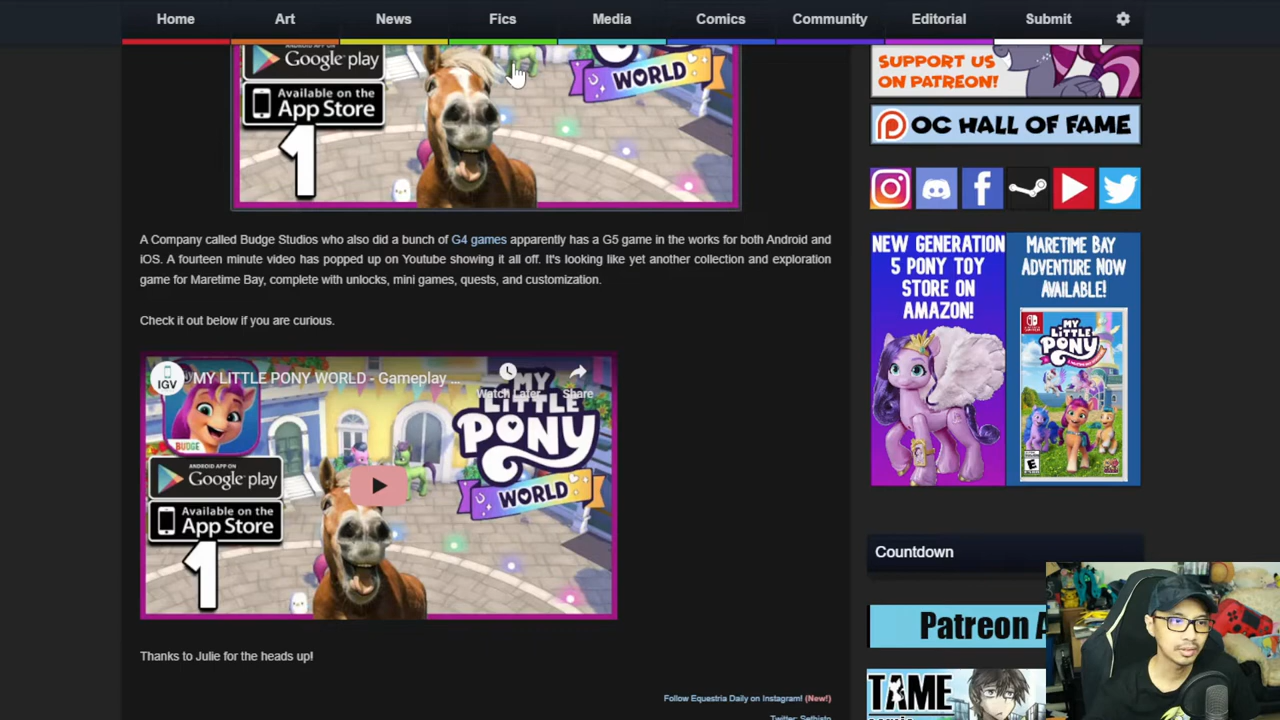 Home Art News Fics Media Comics Community Editorial Submit
Google play
Available on the
App Store
1
WORLD
SUPPORT US
ON PATREON!
OC HALL OF FAME
A Company called Budge Studios who also did a bunch of G4 games apparently has a G5 game in the works for both Android and
iOS. A fourteen minute video has popped up on Youtube showing it all off. It's looking like yet another collection and exploration
game for Maretime Bay, complete with unlocks, mini games, quests, and customization.
Check it out below if you are curious.
IGV
MY LITTLE PONY WORLD - Gameplay ...
Watch Later
Share
BUDGE
ANDROID APP ON
Google play
Available on the
App Store
1
MY
LITTLE
PONY
WORLD
Thanks to Julie for the heads up!
Follow Equestria Daily on Instagram! (New!)
Twitter: Sethisto
NEW GENERATION
5 PONY TOY
STORE ON
AMAZON!
MARETIME BAY
ADVENTURE NOW
AVAILABLE!
MY
LITTLE
PONY
E
Countdown
Patreon A
TAME